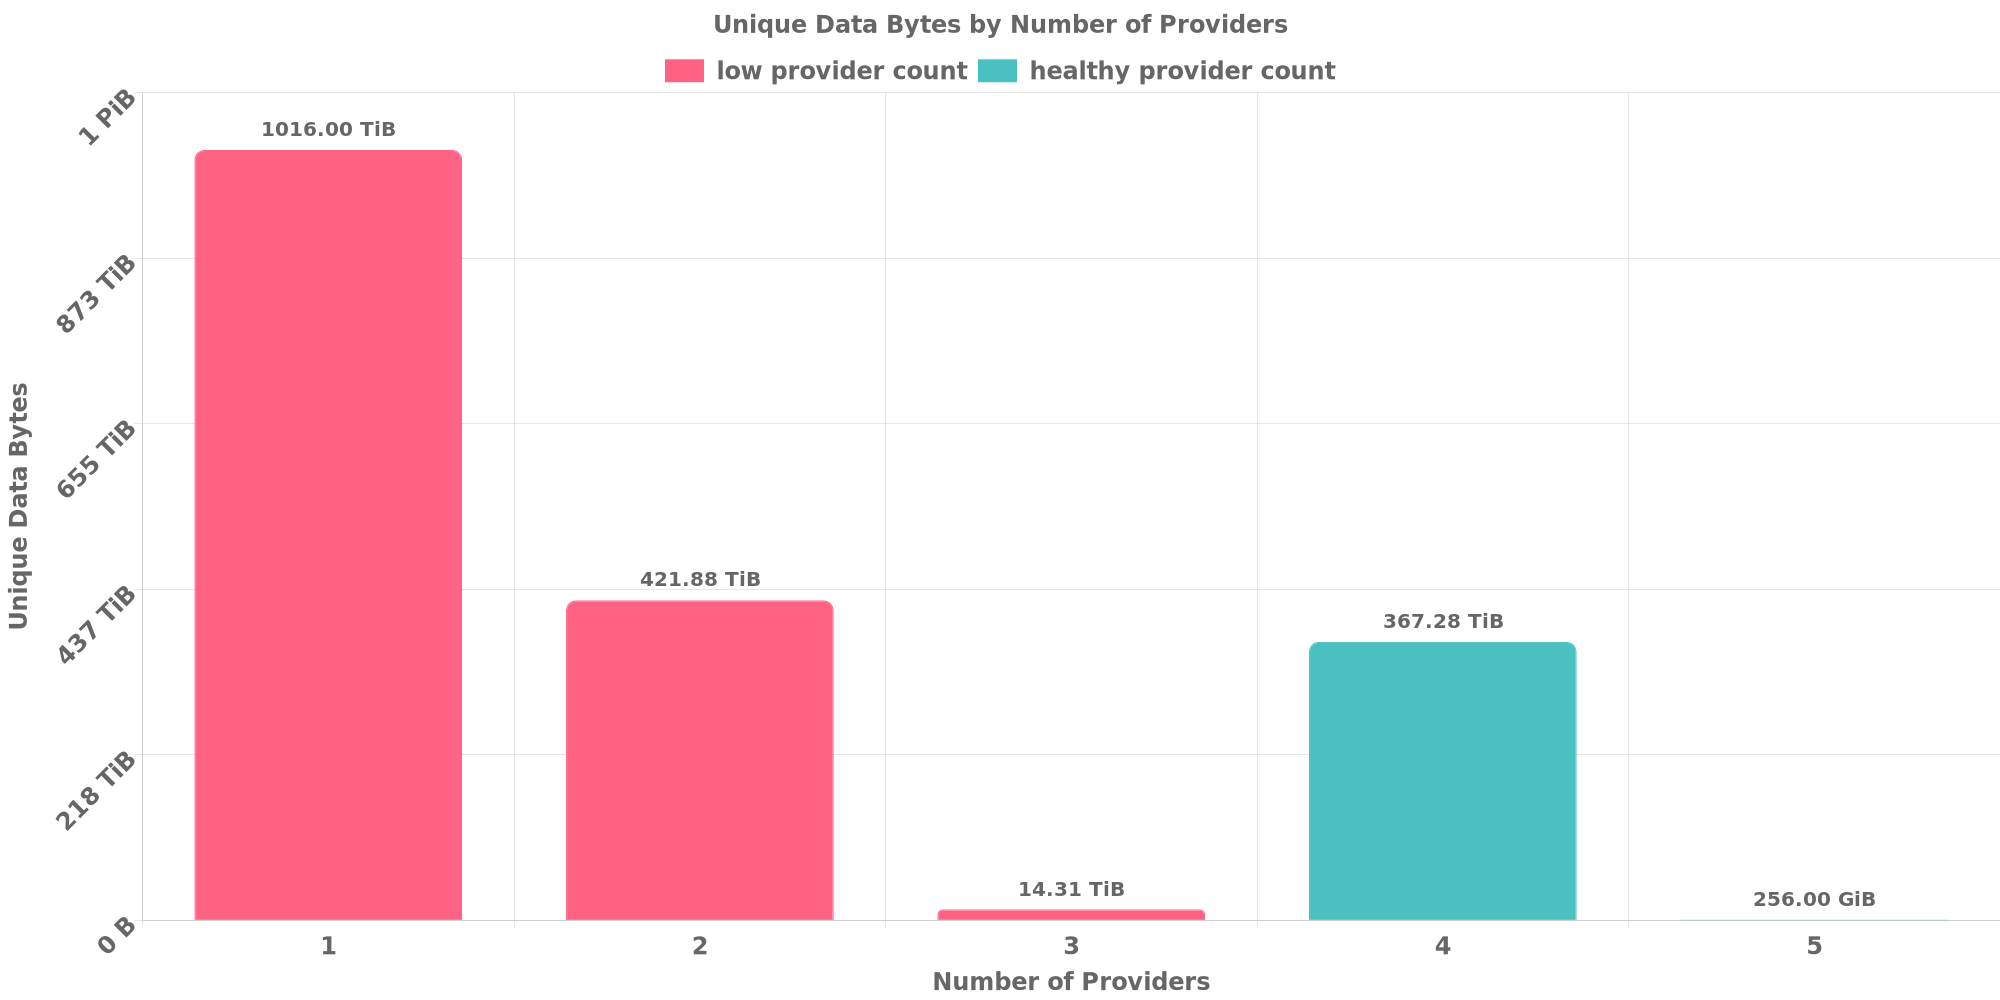 Unique Data Bytes by Number of Providers
low provider count healthy provider count
1 PiB
873 TiB
655 TiB
437 TiB
218 TiB
0 B
Unique Data Bytes
1016.00 TiB
421.88 TiB
14.31 TiB
367.28 TiB
256.00 GiB
1 2 3 4 5
Number of Providers